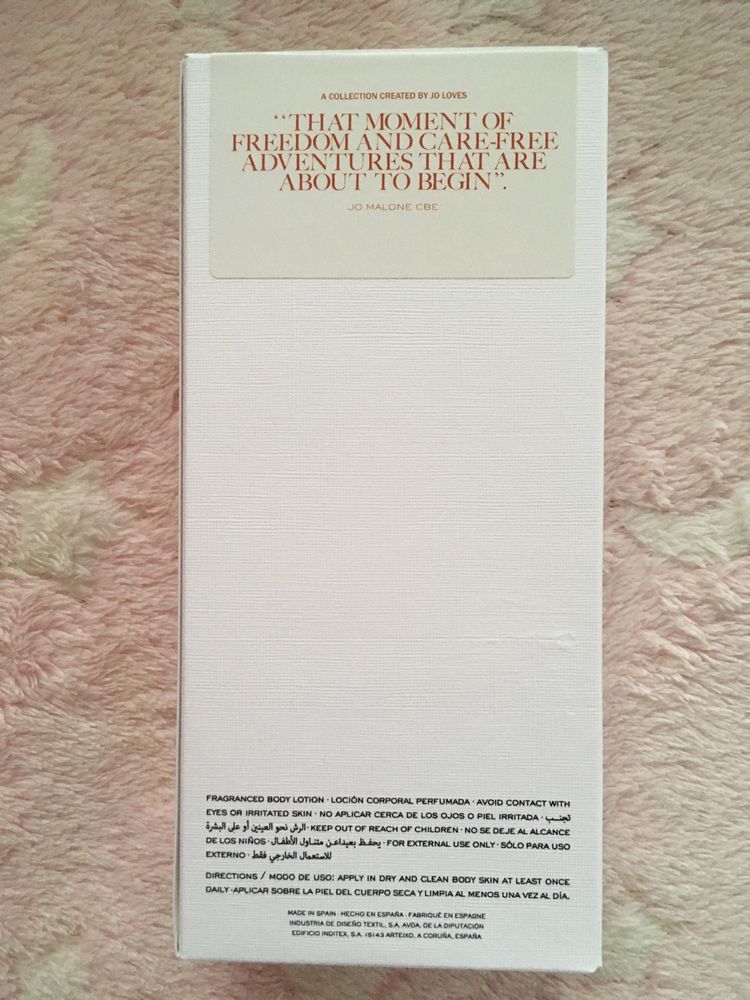 A COLLECTION CREATED BY JO LOVES
‘‘THAT MOMENT OF
FREEDOM AND CARE-FREE
ADVENTURES THAT ARE
ABOUT TO BEGIN’’.
JO MALONE CBE
FRAGRANCED BODY LOTION · LOCIÓN CORPORAL PERFUMADA · AVOID CONTACT WITH
EYES OR IRRITATED SKIN · NO APLICAR CERCA DE LOS OJOS O PIEL IRRITADA · تجنب
الرش نحو العينين أو على البشرة · KEEP OUT OF REACH OF CHILDREN · NO SE DEJE AL ALCANCE
DE LOS NIÑOS · يحفظ بعيداعن متناول الأطفال · FOR EXTERNAL USE ONLY · SÓLO PARA USO
EXTERNO · للاستعمال الخارجي فقط
DIRECTIONS / MODO DE USO: APPLY IN DRY AND CLEAN BODY SKIN AT LEAST ONCE
DAILY · APLICAR SOBRE LA PIEL DEL CUERPO SECA Y LIMPIA AL MENOS UNA VEZ AL DÍA.
MADE IN SPAIN · HECHO EN ESPAÑA · FABRIQUÉ EN ESPAGNE
INDUSTRIA DE DISEÑO TEXTIL, S.A. AVDA. DE LA DIPUTACIÓN
EDIFICIO INDITEX, S.A. 15143 ARTEIXO, A CORUÑA, ESPAÑA